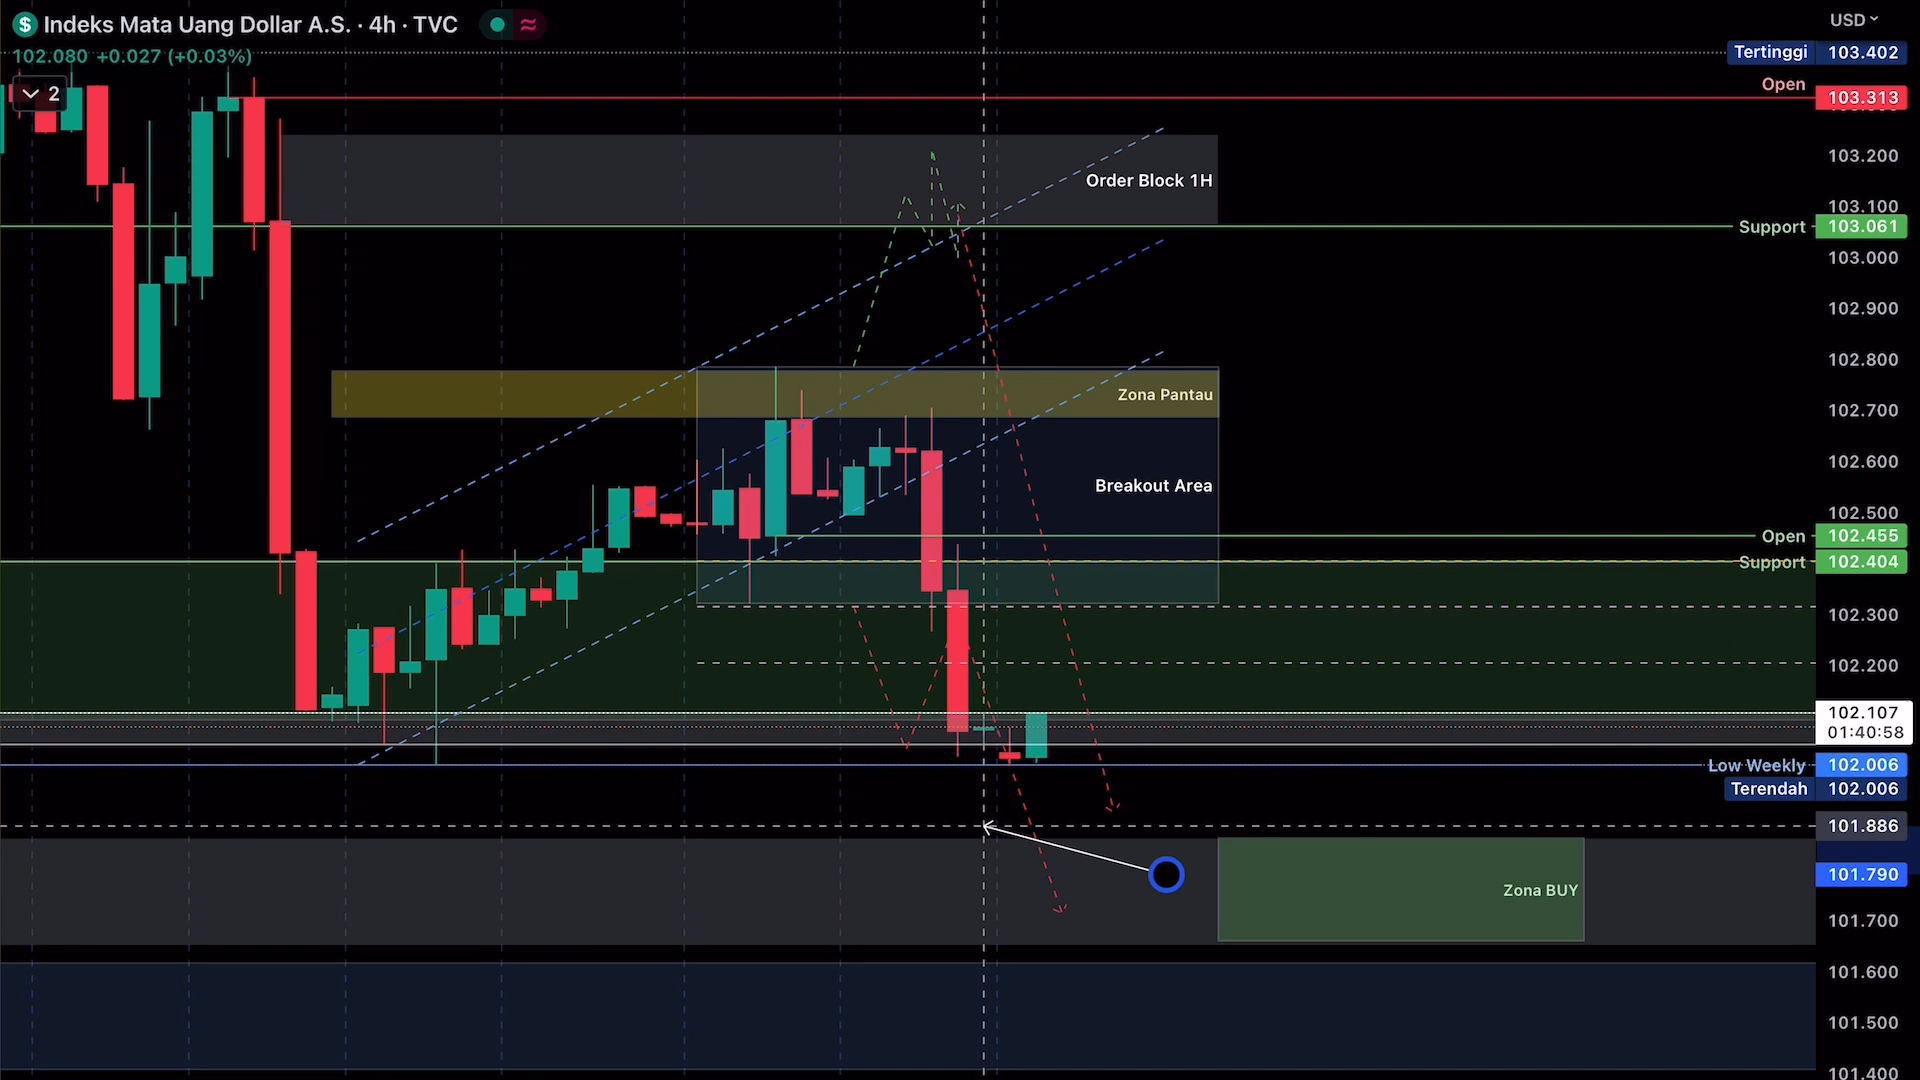 Indeks Mata Uang Dollar A.S. · 4h · TVC
USD
102.080 +0.027 (+0.03%)
2
Tertinggi 103.402
Open 103.313
103.200
Order Block 1H
103.100
Support 103.061
103.000
102.900
102.800
Zona Pantau
102.700
102.600
Breakout Area
102.500
Open 102.455
Support 102.404
102.300
102.200
102.107
01:40:58
Low Weekly 102.006
Terendah 102.006
101.886
101.790
Zona BUY
101.700
101.600
101.500
101.400